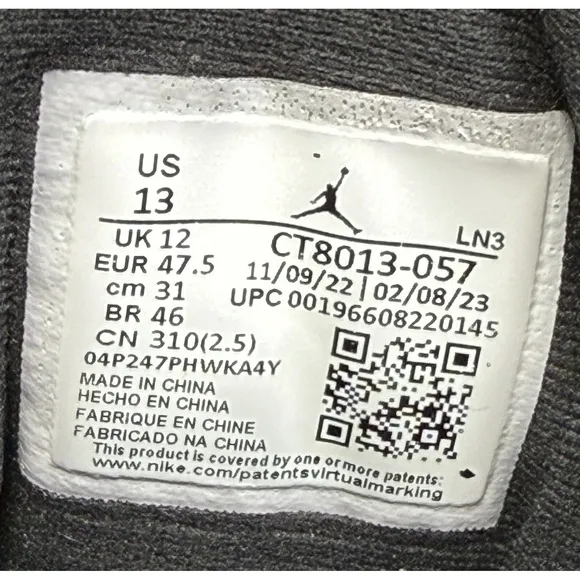 US
13
LN3
UK 12
CT8013-057
EUR 47.5
11/09/22 | 02/08/23
cm 31
UPC 00196608220145
BR 46
CN 310(2.5)
04P247PHWKA4Y
MADE IN CHINA
HECHO EN CHINA
FABRIQUE EN CHINE
FABRICADO NA CHINA
This product is covered by one or more patents:
www.nike.com/patentsvirtualmarking